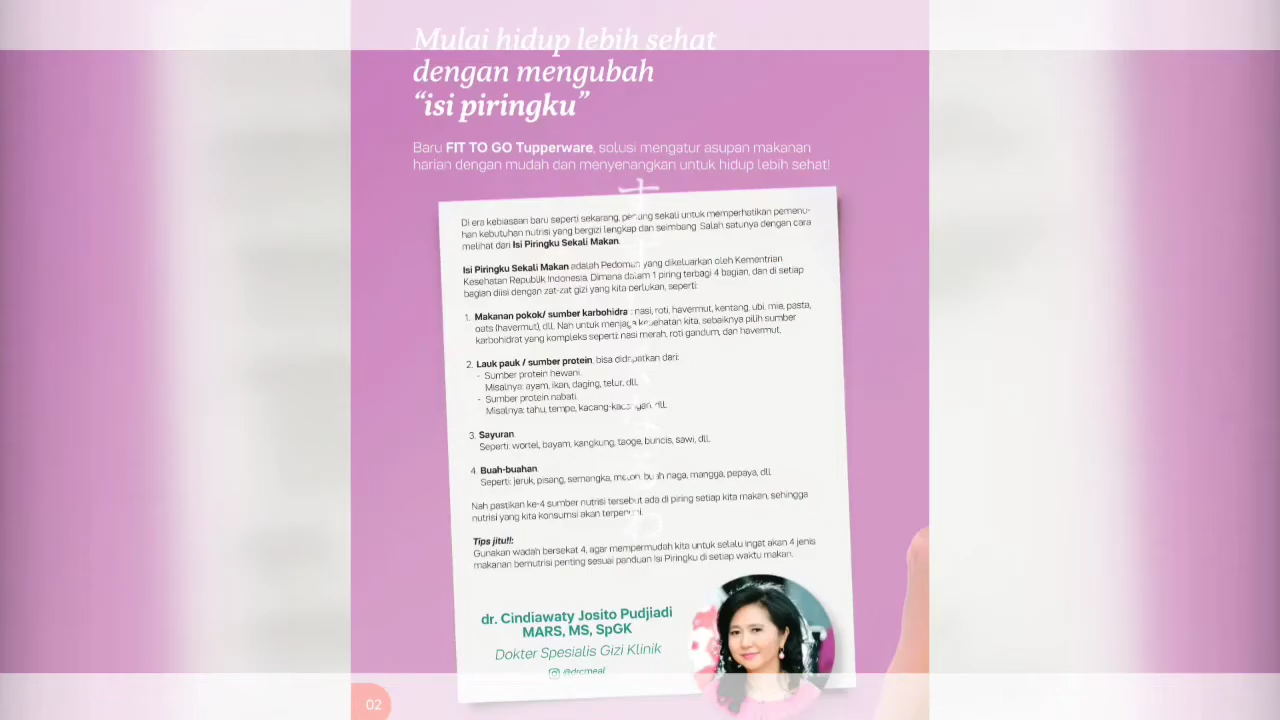 Mulai hidup lebih sehat
dengan mengubah
“isi piringku”
Baru FIT TO GO Tupperware, solusi mengatur asupan makanan
harian dengan mudah dan menyenangkan untuk hidup lebih sehat!
Di era kebiasaan baru seperti sekarang, penting sekali untuk memperhatikan pemenu-
han kebutuhan nutrisi yang bergizi lengkap dan seimbang. Salah satunya dengan cara
melihat dari Isi Piringku Sekali Makan.
Isi Piringku Sekali Makan adalah Pedoman yang dikeluarkan oleh Kementrian
Kesehatan Republik Indonesia. Dimana dalam 1 piring terbagi 4 bagian, dan di setiap
bagian diisi dengan zat-zat gizi yang kita perlukan, seperti:
1. Makanan pokok/ sumber karbohidrat : nasi, roti, havermut, kentang, ubi, mie, pasta,
oats (havermut), dll. Nah untuk menjaga kesehatan kita, sebaiknya pilih sumber
karbohidrat yang kompleks seperti: nasi merah, roti gandum, dan havermut.
2. Lauk pauk / sumber protein, bisa didapatkan dari:
- Sumber protein hewani.
Misalnya: ayam, ikan, daging, telur, dll.
- Sumber protein nabati.
Misalnya: tahu, tempe, kacang-kacangan, dll.
3. Sayuran.
Seperti: wortel, bayam, kangkung, taoge, buncis, sawi, dll.
4. Buah-buahan.
Seperti: jeruk, pisang, semangka, melon, buah naga, mangga, pepaya, dll.
Nah pastikan ke-4 sumber nutrisi tersebut ada di piring setiap kita makan, sehingga
nutrisi yang kita konsumsi akan terpenuhi.
Tips jitu!!:
Gunakan wadah bersekat 4, agar mempermudah kita untuk selalu ingat akan 4 jenis
makanan bernutrisi penting sesuai panduan Isi Piringku di setiap waktu makan.
dr. Cindiawaty Josito Pudjiadi
MARS, MS, SpGK
Dokter Spesialis Gizi Klinik
@drcmeal
02